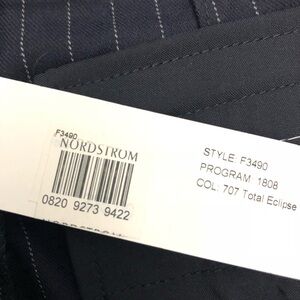 F3490
NORDSTROM
0820 9273 9422
STYLE: F3490
PROGRAM: 1808
COL: 707 Total Eclipse